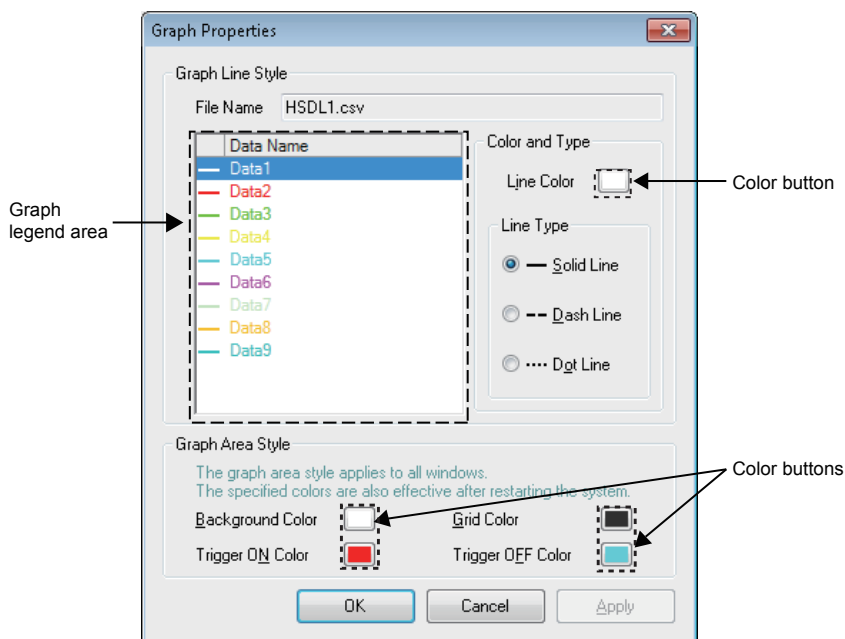 Graph Properties
Graph Line Style
File Name HSDL1.csv
Data Name
Data1
Data2
Data3
Data4
Data5
Data6
Data7
Data8
Data9
Color and Type
Line Color
Line Type
Solid Line
Dash Line
Dot Line
Graph
legend area
Color button
Graph Area Style
The graph area style applies to all windows.
The specified colors are also effective after restarting the system.
Background Color
Grid Color
Trigger ON Color
Trigger OFF Color
Color buttons
OK
Cancel
Apply